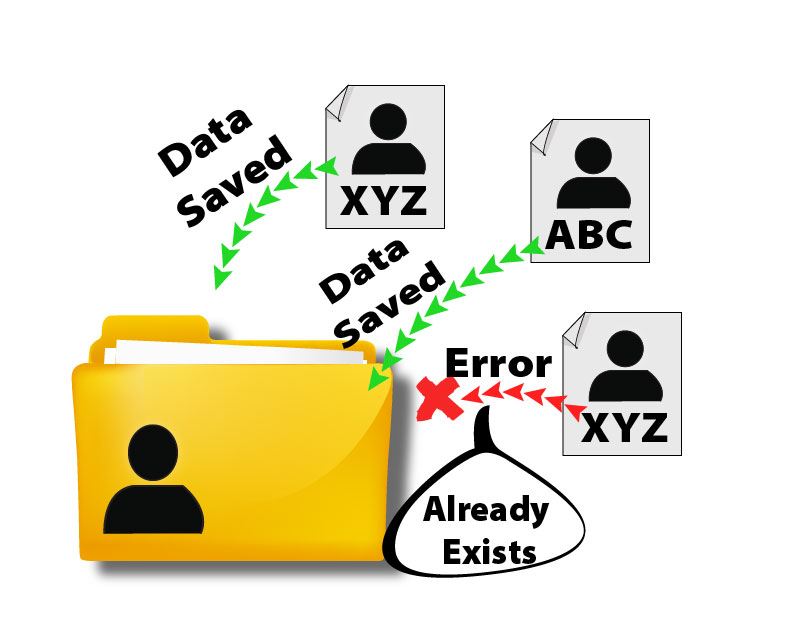 Data
Saved
XYZ
ABC
Data
Saved
Error
XYZ
Already
Exists